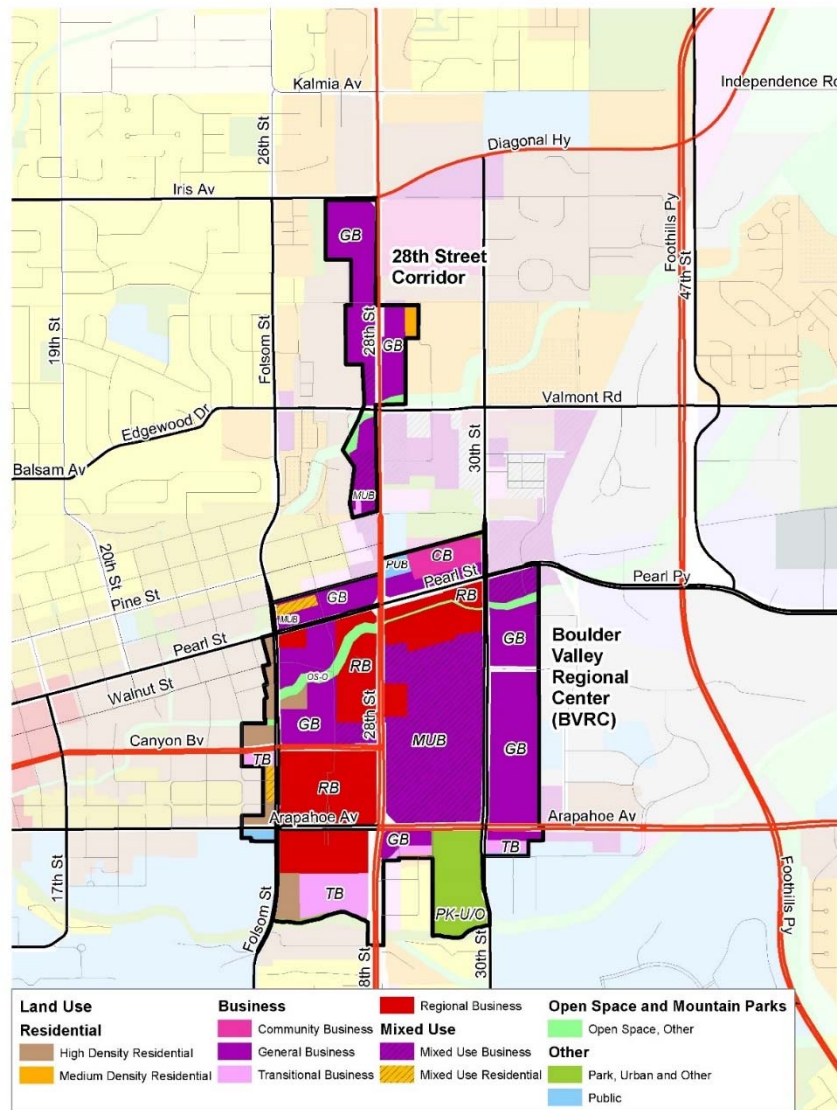 Kalmia Av
Independence Rd
26th St
Diagonal Hy
Iris Av
GB
28th Street
Corridor
Foothills Py
47th St
19th St
Folsom St
28th St
GB
Valmont Rd
Edgewood Dr
30th St
Balsam Av
MUB
20th St
CB
PUB
Pearl St
Pearl Py
Pine St
GB
RB
MUB
Pearl St
GB
Boulder
Valley
Regional
Center
(BVRC)
Walnut St
OS-O
RB
28th St
GB
MUB
GB
Canyon Bv
TB
RB
Arapahoe Av
Arapahoe Av
GB
TB
17th St
Folsom St
TB
PK-U/O
30th St
8th St
Foothills Py
Land Use
Residential
High Density Residential
Medium Density Residential
Business
Community Business
General Business
Transitional Business
Regional Business
Mixed Use
Mixed Use Business
Mixed Use Residential
Open Space and Mountain Parks
Open Space, Other
Other
Park, Urban and Other
Public